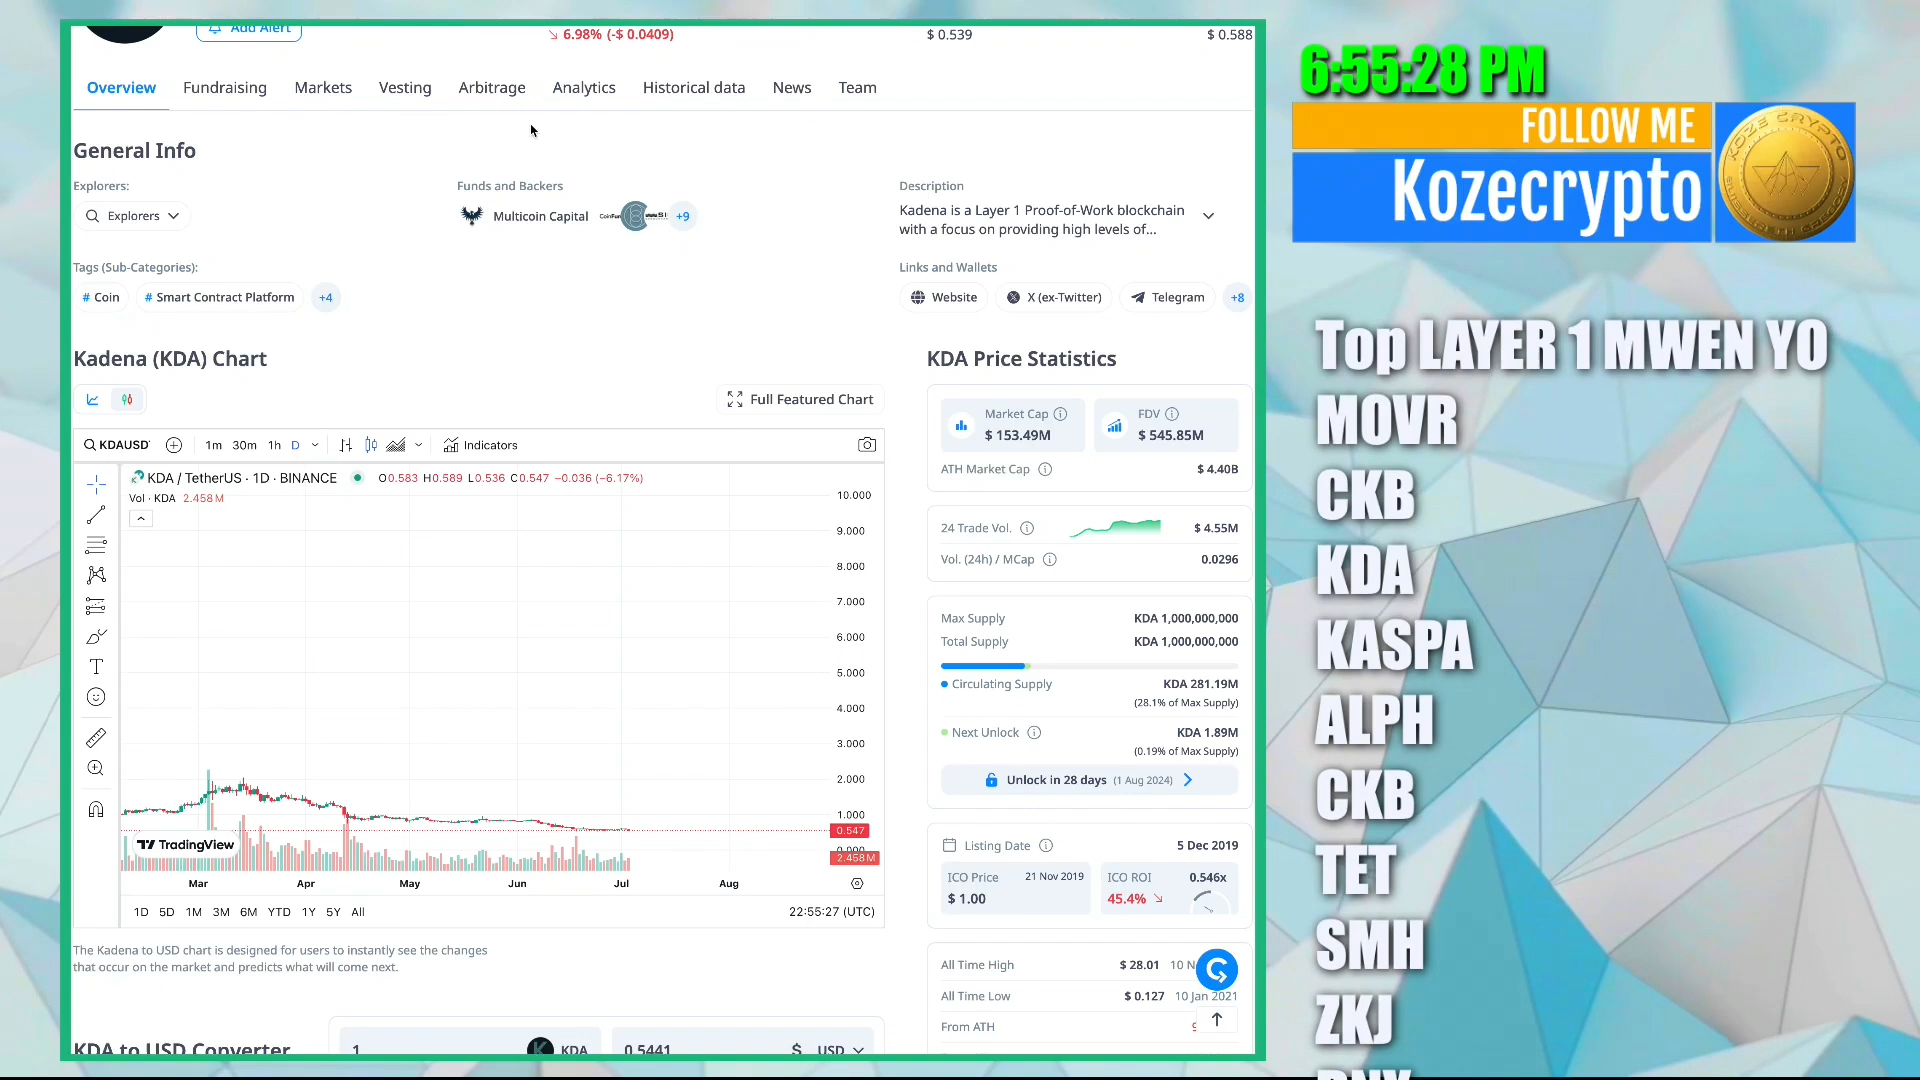 Add Alert
6.98% (-$ 0.0409)
$ 0.539
$ 0.588
Overview
Fundraising
Markets
Vesting
Arbitrage
Analytics
Historical data
News
Team
General Info
Explorers:
Explorers
Funds and Backers
Multicoin Capital
+9
Description
Kadena is a Layer 1 Proof-of-Work blockchain
with a focus on providing high levels of...
Tags (Sub-Categories):
# Coin
# Smart Contract Platform
+4
Links and Wallets
Website
X (ex-Twitter)
Telegram
+8
Kadena (KDA) Chart
Full Featured Chart
KDAUSD
1m 30m 1h D
Indicators
KDA / TetherUS · 1D · BINANCE
O0.583 H0.589 L0.536 C0.547 −0.036 (−6.17%)
Vol · KDA 2.458M
10.000
9.000
8.000
7.000
6.000
5.000
4.000
3.000
2.000
1.000
0.547
0.000
2.458M
TradingView
Mar Apr May Jun Jul Aug
1D 5D 1M 3M 6M YTD 1Y 5Y All
22:55:27 (UTC)
The Kadena to USD chart is designed for users to instantly see the changes
that occur on the market and predicts what will come next.
KDA to USD Converter
1
KDA
0.5441
$ USD
KDA Price Statistics
Market Cap
$ 153.49M
FDV
$ 545.85M
ATH Market Cap
$ 4.40B
24 Trade Vol.
$ 4.55M
Vol. (24h) / MCap
0.0296
Max Supply
KDA 1,000,000,000
Total Supply
KDA 1,000,000,000
Circulating Supply
KDA 281.19M
(28.1% of Max Supply)
Next Unlock
KDA 1.89M
(0.19% of Max Supply)
Unlock in 28 days (1 Aug 2024)
Listing Date
5 Dec 2019
ICO Price
21 Nov 2019
$ 1.00
ICO ROI
0.546x
45.4%
All Time High
$ 28.01
10 N
All Time Low
$ 0.127
10 Jan 2021
From ATH
6:55:28 PM
FOLLOW ME
Kozecrypto
KOZE CRYPTO
Top LAYER 1 MWEN YO
MOVR
CKB
KDA
KASPA
ALPH
CKB
TET
SMH
ZKJ